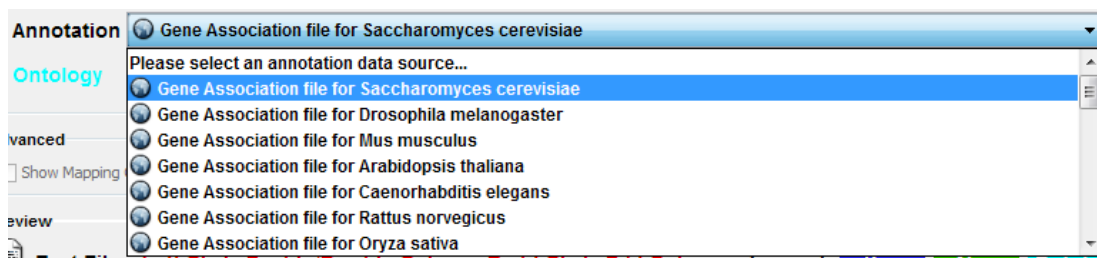 Annotation Gene Association file for Saccharomyces cerevisiae
Please select an annotation data source...
Ontology
Gene Association file for Saccharomyces cerevisiae
Gene Association file for Drosophila melanogaster
vanced
Gene Association file for Mus musculus
Show Mapping
Gene Association file for Arabidopsis thaliana
Gene Association file for Caenorhabditis elegans
eview
Gene Association file for Rattus norvegicus
Gene Association file for Oryza sativa